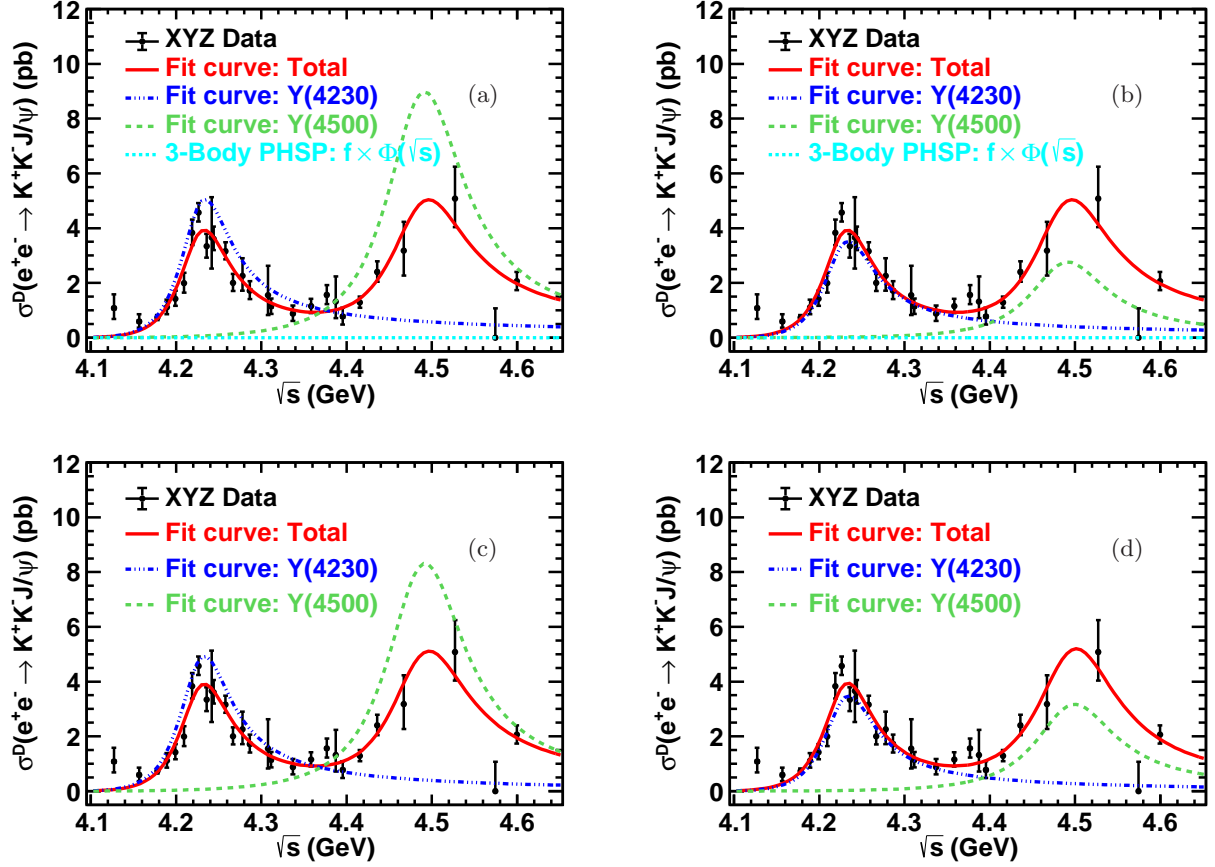 σᴰ(e⁺e⁻ → K⁺K⁻J/ψ) (pb)
12
10
8
6
4
2
0
XYZ Data
Fit curve: Total
Fit curve: Y(4230)
Fit curve: Y(4500)
3-Body PHSP: f × Φ(√s)
(a)
4.1 4.2 4.3 4.4 4.5 4.6
√s (GeV)
σᴰ(e⁺e⁻ → K⁺K⁻J/ψ) (pb)
12
10
8
6
4
2
0
XYZ Data
Fit curve: Total
Fit curve: Y(4230)
Fit curve: Y(4500)
3-Body PHSP: f × Φ(√s)
(b)
4.1 4.2 4.3 4.4 4.5 4.6
√s (GeV)
σᴰ(e⁺e⁻ → K⁺K⁻J/ψ) (pb)
12
10
8
6
4
2
0
XYZ Data
Fit curve: Total
Fit curve: Y(4230)
Fit curve: Y(4500)
(c)
4.1 4.2 4.3 4.4 4.5 4.6
√s (GeV)
σᴰ(e⁺e⁻ → K⁺K⁻J/ψ) (pb)
12
10
8
6
4
2
0
XYZ Data
Fit curve: Total
Fit curve: Y(4230)
Fit curve: Y(4500)
(d)
4.1 4.2 4.3 4.4 4.5 4.6
√s (GeV)